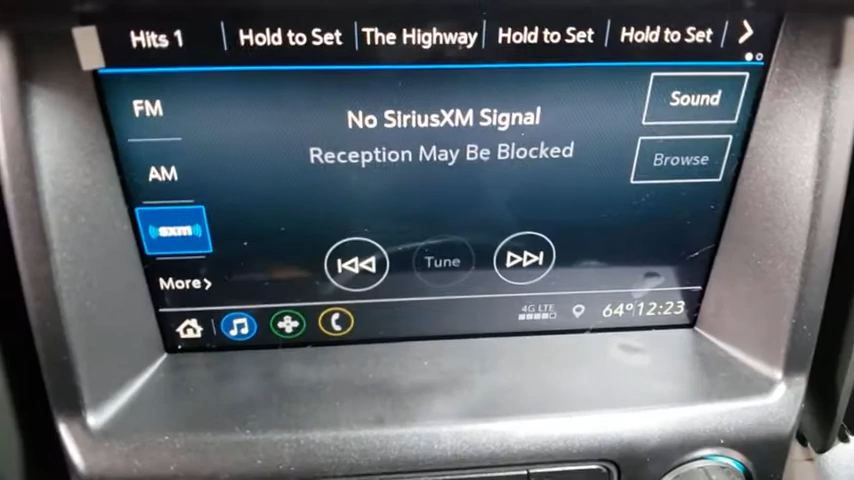 Hits 1 Hold to Set The Highway Hold to Set Hold to Set
FM
No SiriusXM Signal
Sound
Reception May Be Blocked
Browse
AM
sxm
Tune
More
4G LTE
64° 12:23